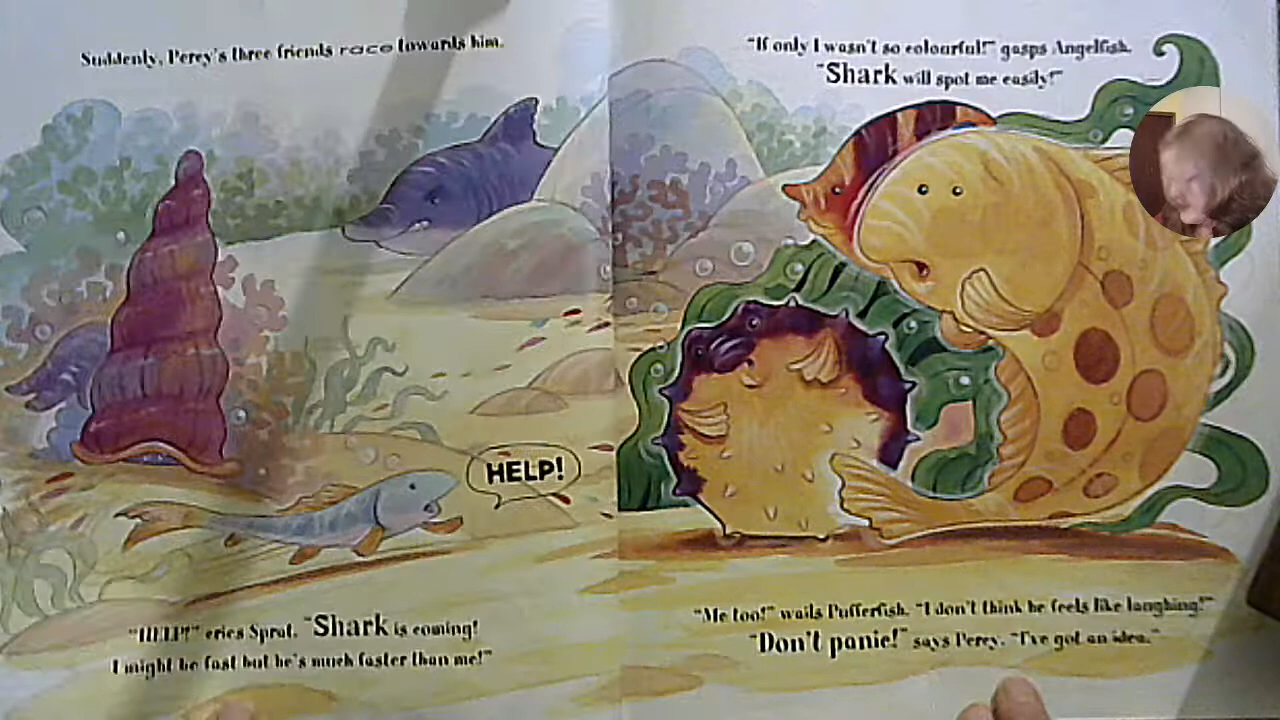 Suddenly, Percy's three friends race towards him.
HELP!
"HELP!" cries Sprat. "Shark is coming!
I might be fast but he's much faster than me!"
"If only I wasn't so colourful!" gasps Angelfish.
"Shark will spot me easily!"
"Me too!" wails Pufferfish. "I don't think he feels like laughing!"
"Don't panic!" says Percy. "I've got an idea."